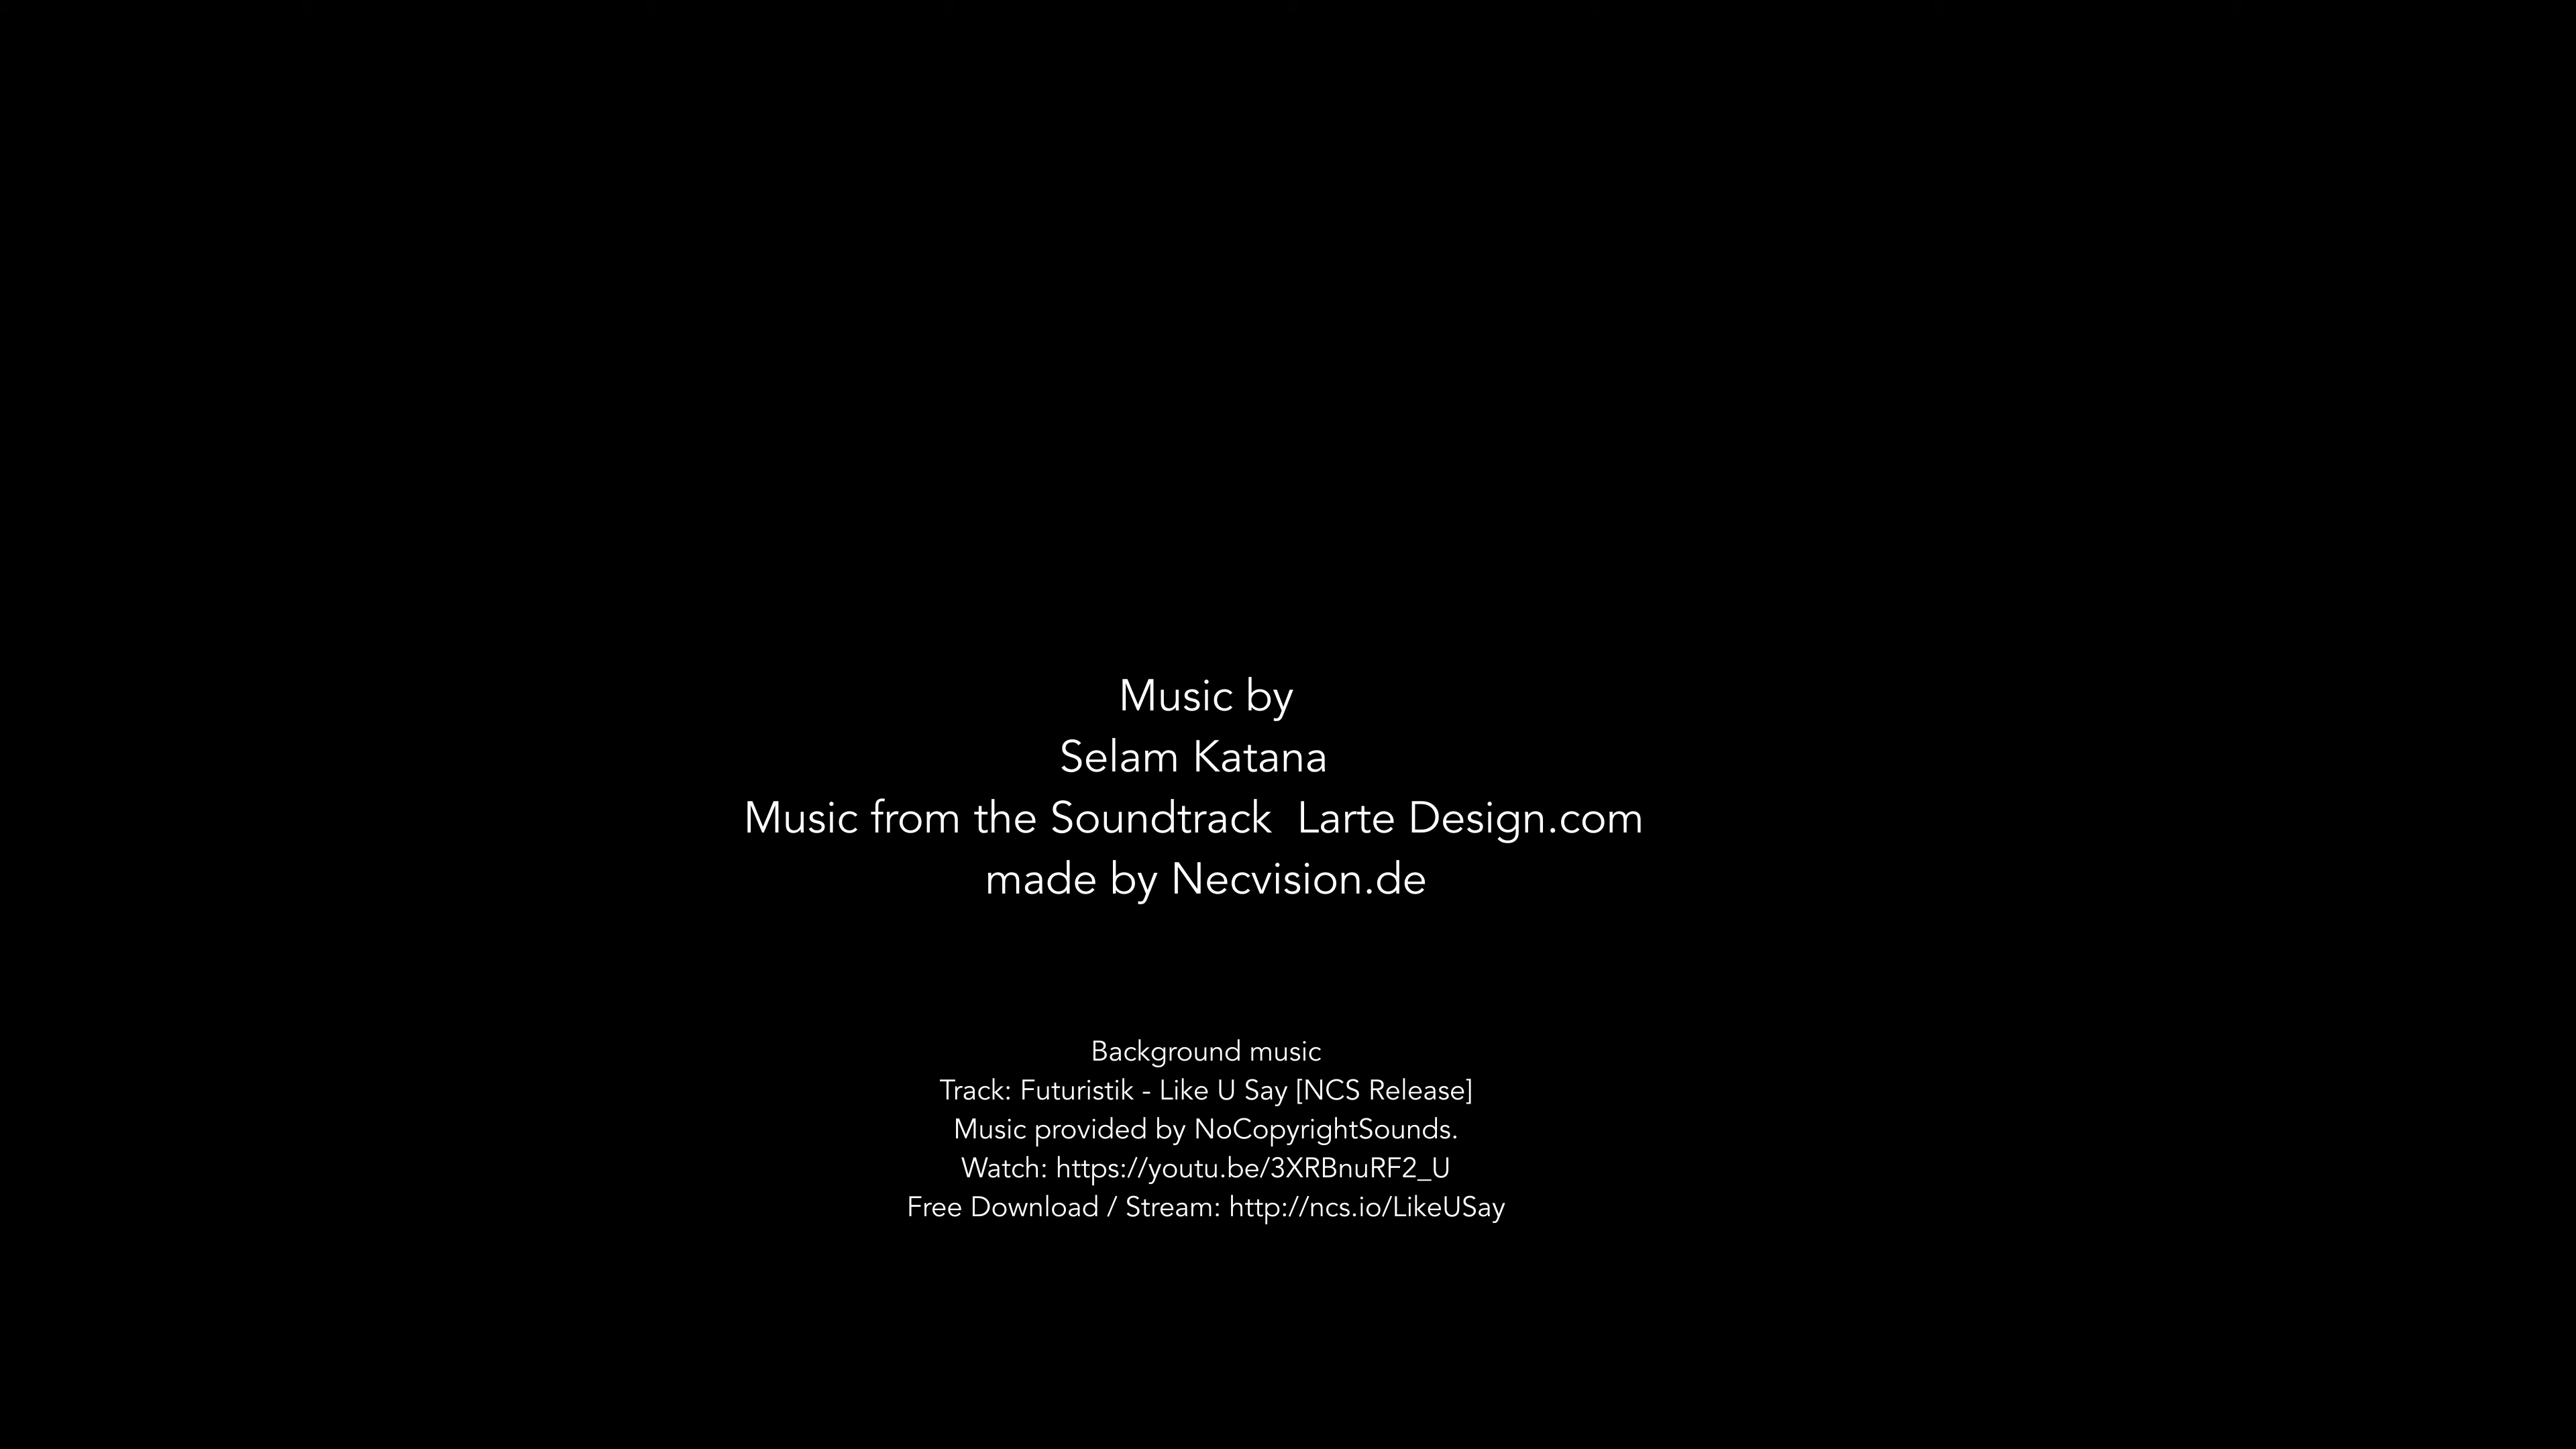 Music by
Selam Katana
Music from the Soundtrack  Larte Design.com
made by Necvision.de
Background music
Track: Futuristik - Like U Say [NCS Release]
Music provided by NoCopyrightSounds.
Watch: https://youtu.be/3XRBnuRF2_U
Free Download / Stream: http://ncs.io/LikeUSay